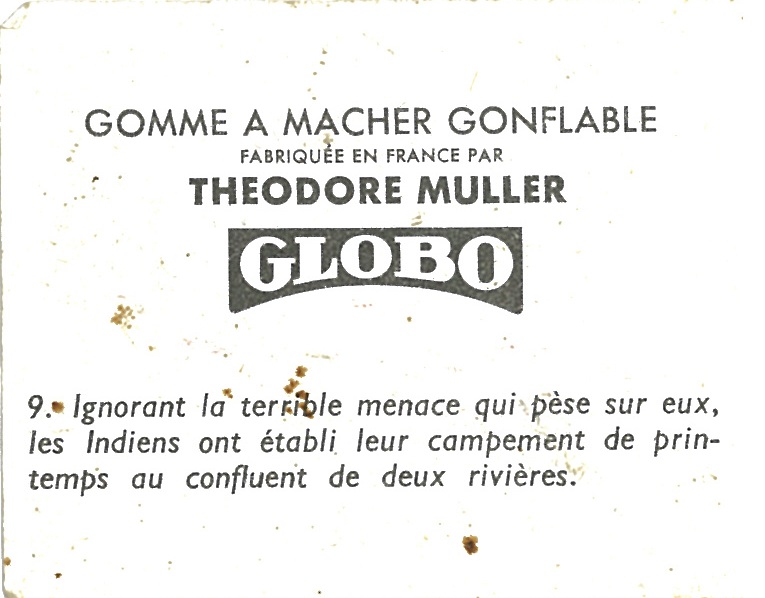 GOMME A MACHER GONFLABLE
FABRIQUÉE EN FRANCE PAR
THEODORE MULLER
GLOBO
9. Ignorant la terrible menace qui pèse sur eux,
les Indiens ont établi leur campement de prin-
temps au confluent de deux rivières.